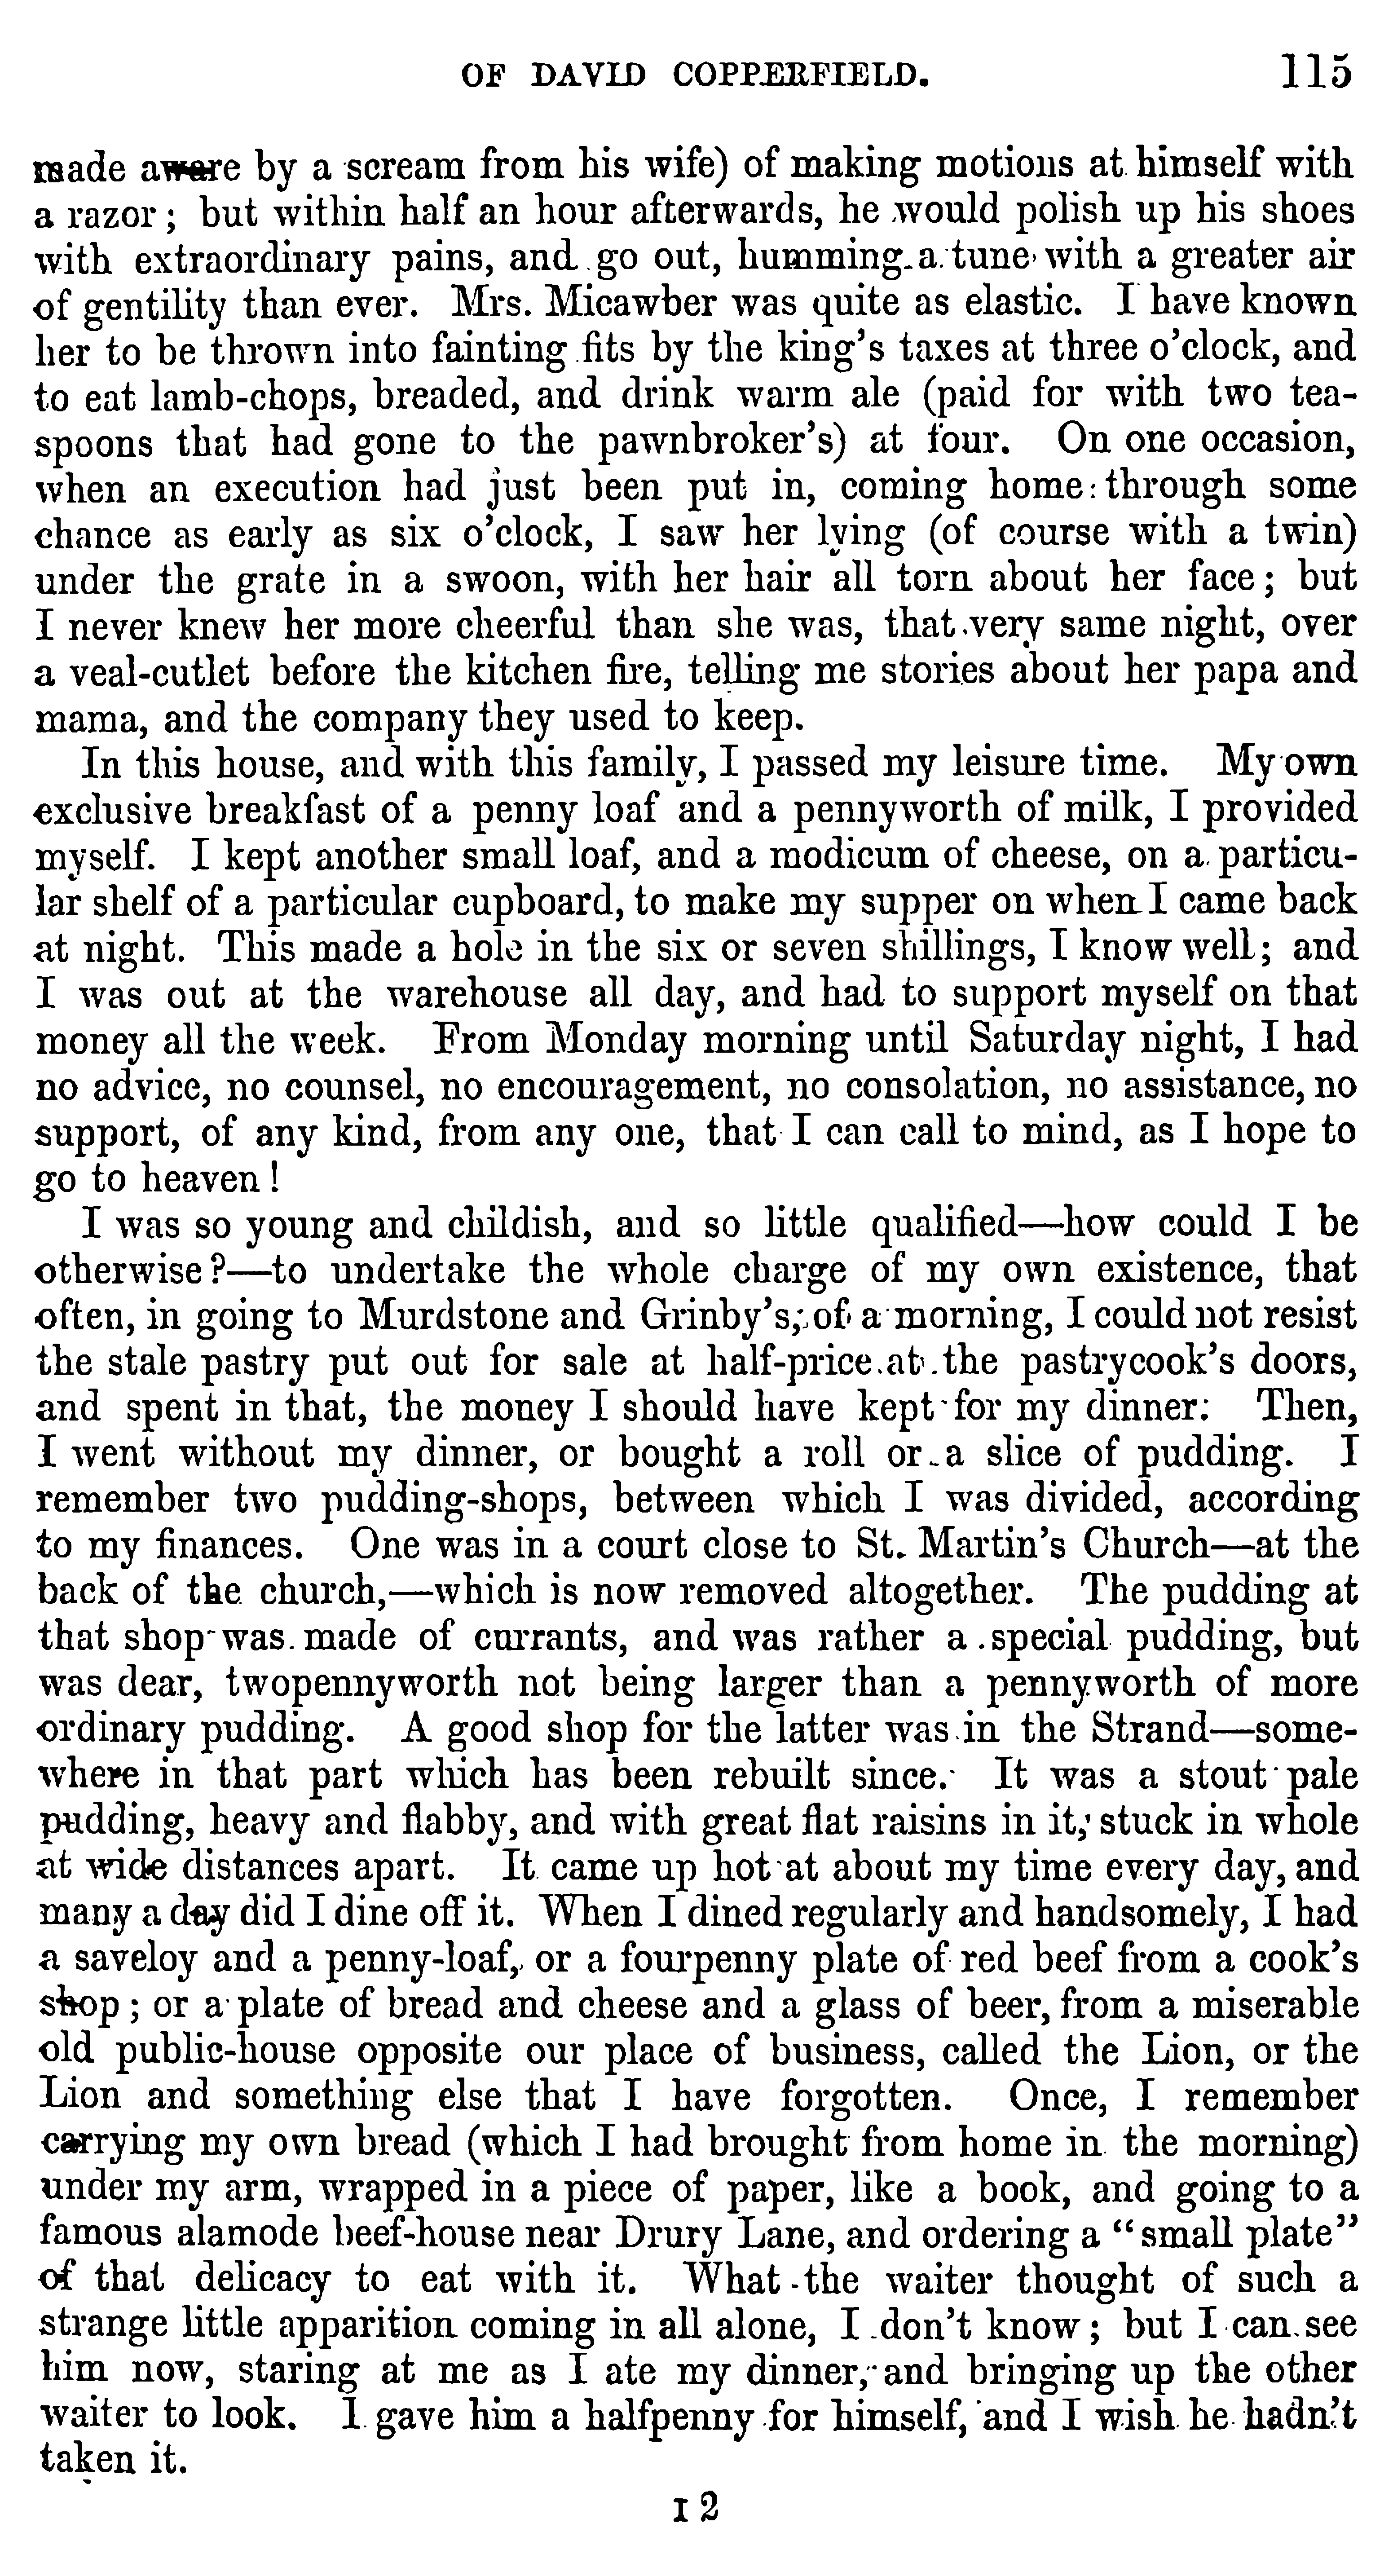 OF DAVID COPPERFIELD. 115
made aware by a scream from his wife) of making motions at himself with
a razor; but within half an hour afterwards, he would polish up his shoes
with extraordinary pains, and go out, humming a tune with a greater air
of gentility than ever. Mrs. Micawber was quite as elastic. I have known
her to be thrown into fainting fits by the king's taxes at three o'clock, and
to eat lamb-chops, breaded, and drink warm ale (paid for with two tea-
spoons that had gone to the pawnbroker's) at four. On one occasion,
when an execution had just been put in, coming home through some
chance as early as six o'clock, I saw her lying (of course with a twin)
under the grate in a swoon, with her hair all torn about her face; but
I never knew her more cheerful than she was, that very same night, over
a veal-cutlet before the kitchen fire, telling me stories about her papa and
mama, and the company they used to keep.
In this house, and with this family, I passed my leisure time. My own
exclusive breakfast of a penny loaf and a pennyworth of milk, I provided
myself. I kept another small loaf, and a modicum of cheese, on a particu-
lar shelf of a particular cupboard, to make my supper on when I came back
at night. This made a hole in the six or seven shillings, I know well; and
I was out at the warehouse all day, and had to support myself on that
money all the week. From Monday morning until Saturday night, I had
no advice, no counsel, no encouragement, no consolation, no assistance, no
support, of any kind, from any one, that I can call to mind, as I hope to
go to heaven!
I was so young and childish, and so little qualified—how could I be
otherwise?—to undertake the whole charge of my own existence, that
often, in going to Murdstone and Grinby's, of a morning, I could not resist
the stale pastry put out for sale at half-price at the pastrycook's doors,
and spent in that, the money I should have kept for my dinner. Then,
I went without my dinner, or bought a roll or a slice of pudding. I
remember two pudding-shops, between which I was divided, according
to my finances. One was in a court close to St. Martin's Church—at the
back of the church,—which is now removed altogether. The pudding at
that shop was made of currants, and was rather a special pudding, but
was dear, twopennyworth not being larger than a pennyworth of more
ordinary pudding. A good shop for the latter was in the Strand—some-
where in that part which has been rebuilt since. It was a stout pale
pudding, heavy and flabby, and with great flat raisins in it, stuck in whole
at wide distances apart. It came up hot at about my time every day, and
many a day did I dine off it. When I dined regularly and handsomely, I had
a saveloy and a penny-loaf, or a fourpenny plate of red beef from a cook's
shop; or a plate of bread and cheese and a glass of beer, from a miserable
old public-house opposite our place of business, called the Lion, or the
Lion and something else that I have forgotten. Once, I remember
carrying my own bread (which I had brought from home in the morning)
under my arm, wrapped in a piece of paper, like a book, and going to a
famous alamode beef-house near Drury Lane, and ordering a "small plate"
of that delicacy to eat with it. What the waiter thought of such a
strange little apparition coming in all alone, I don't know; but I can see
him now, staring at me as I ate my dinner, and bringing up the other
waiter to look. I gave him a halfpenny for himself, and I wish he hadn't
taken it.
I 2